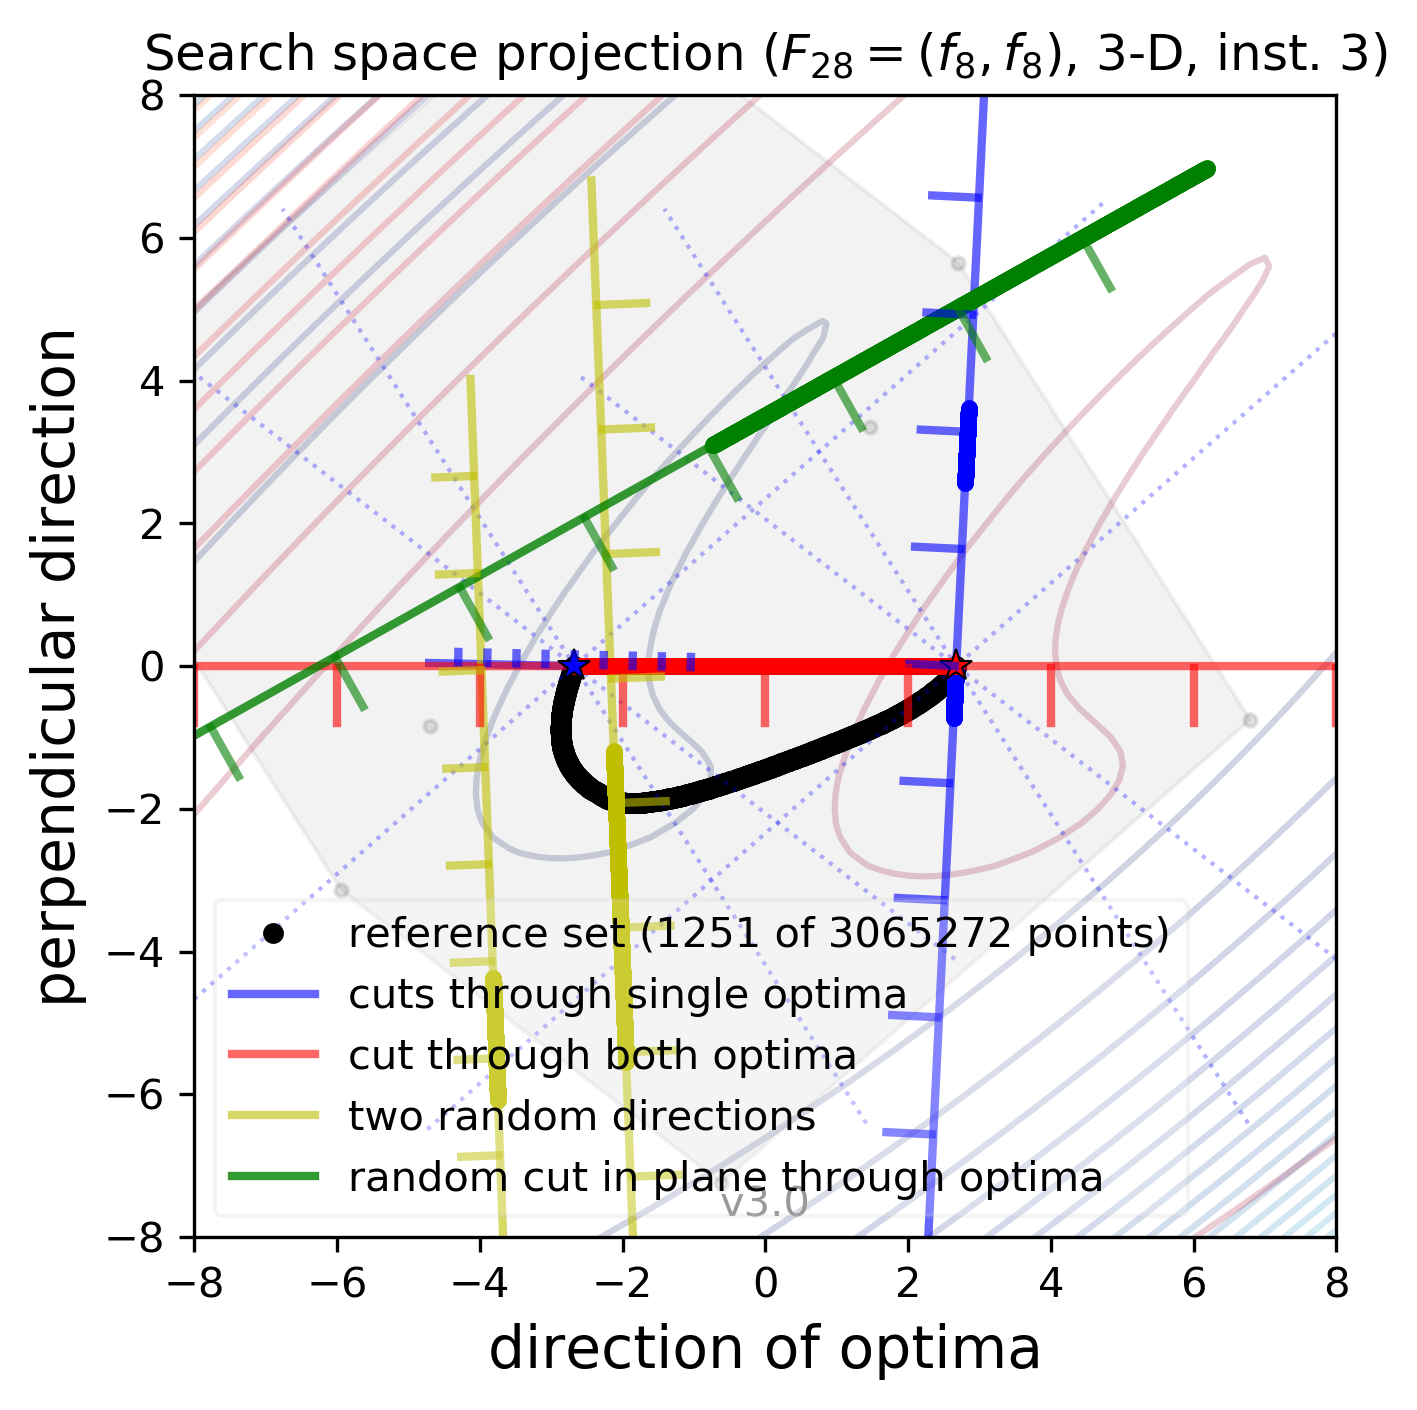 Search space projection (F₂₈ = (f₈, f₈), 3-D, inst. 3)
8
6
4
2
0
−2
−4
−6
−8
perpendicular direction
reference set (1251 of 3065272 points)
cuts through single optima
cut through both optima
two random directions
random cut in plane through optima
v3.0
−8 −6 −4 −2 0 2 4 6 8
direction of optima